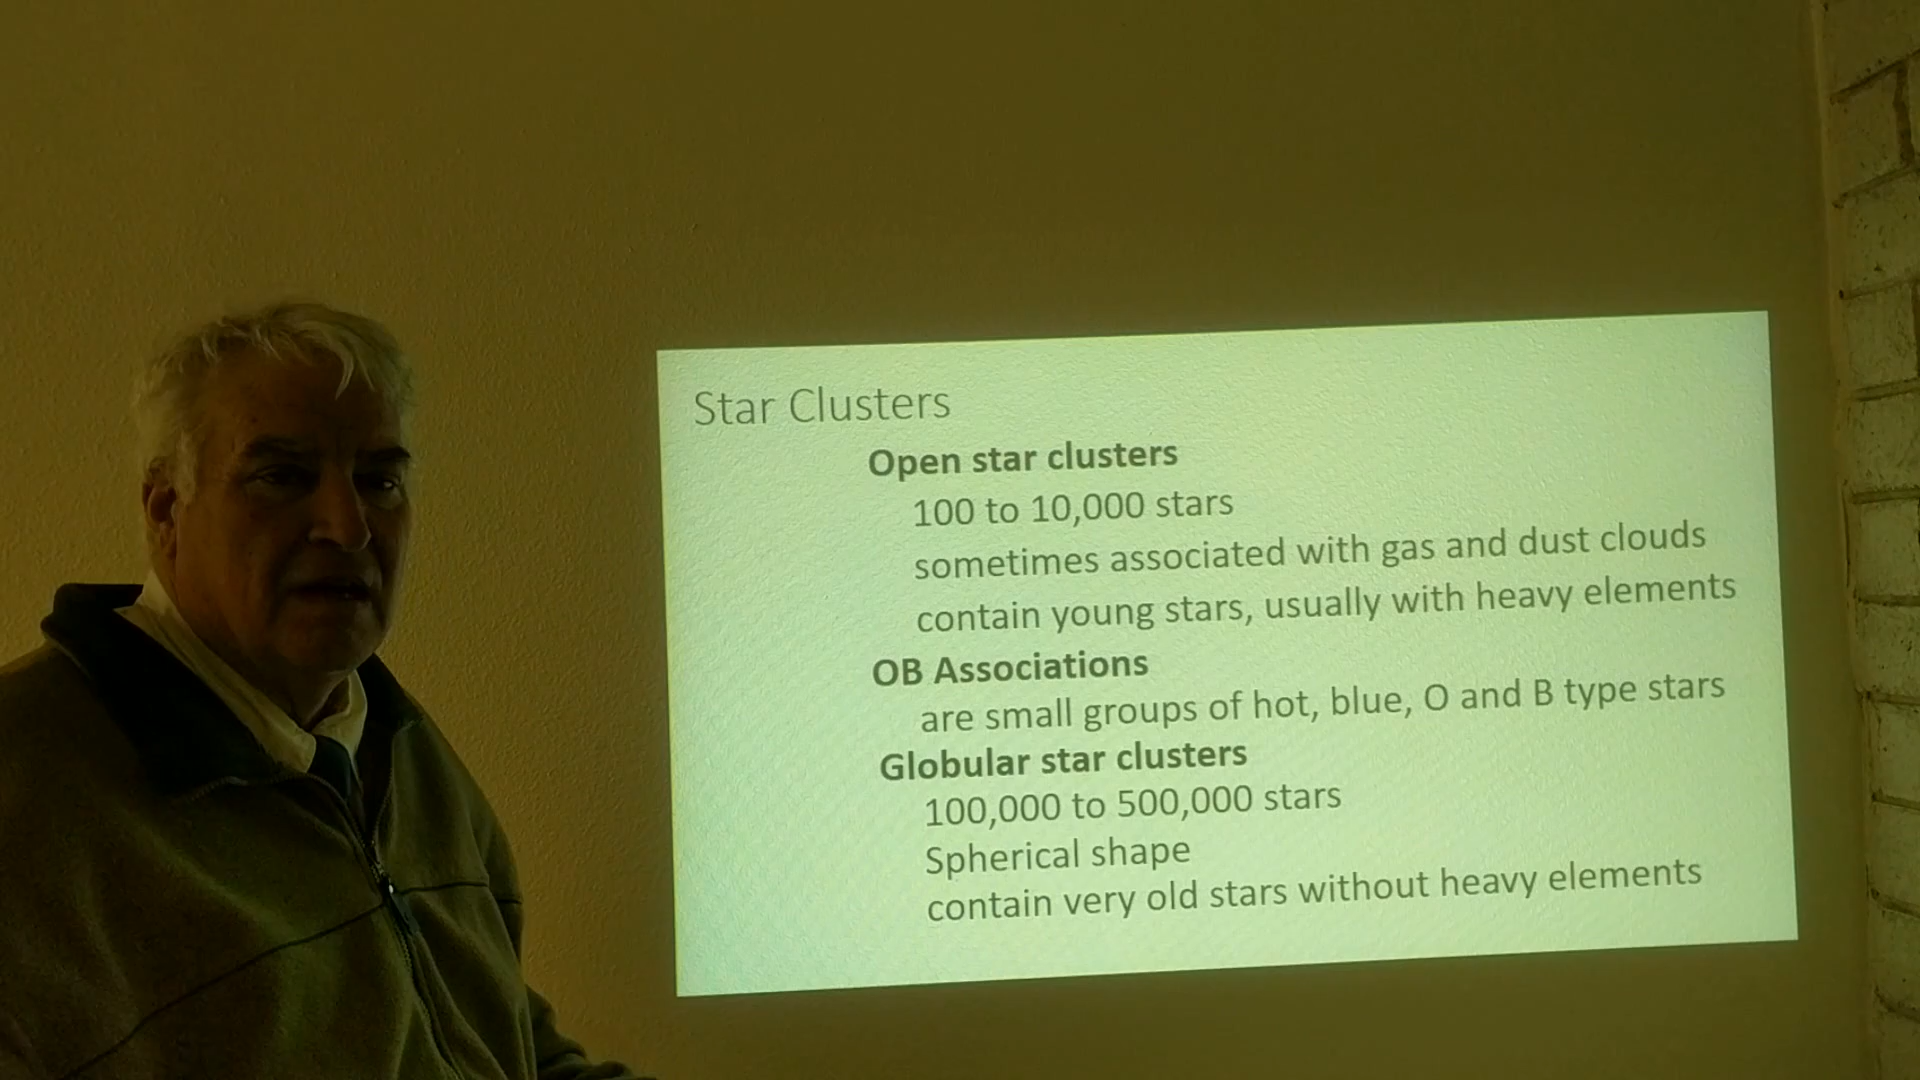 Star Clusters
Open star clusters
100 to 10,000 stars
sometimes associated with gas and dust clouds
contain young stars, usually with heavy elements
OB Associations
are small groups of hot, blue, O and B type stars
Globular star clusters
100,000 to 500,000 stars
Spherical shape
contain very old stars without heavy elements